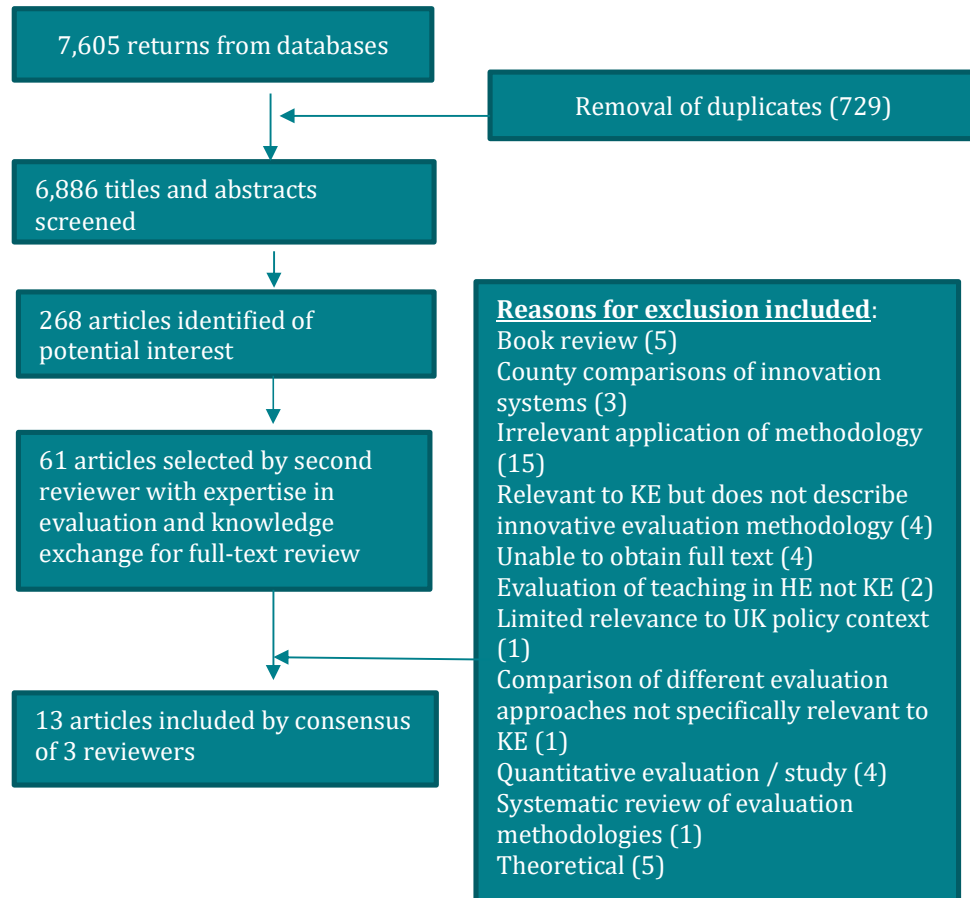 7,605 returns from databases
Removal of duplicates (729)
6,886 titles and abstracts
screened
268 articles identified of
potential interest
61 articles selected by second
reviewer with expertise in
evaluation and knowledge
exchange for full-text review
13 articles included by consensus
of 3 reviewers
Reasons for exclusion included:
Book review (5)
County comparisons of innovation
systems (3)
Irrelevant application of methodology
(15)
Relevant to KE but does not describe
innovative evaluation methodology (4)
Unable to obtain full text (4)
Evaluation of teaching in HE not KE (2)
Limited relevance to UK policy context
(1)
Comparison of different evaluation
approaches not specifically relevant to
KE (1)
Quantitative evaluation / study (4)
Systematic review of evaluation
methodologies (1)
Theoretical (5)